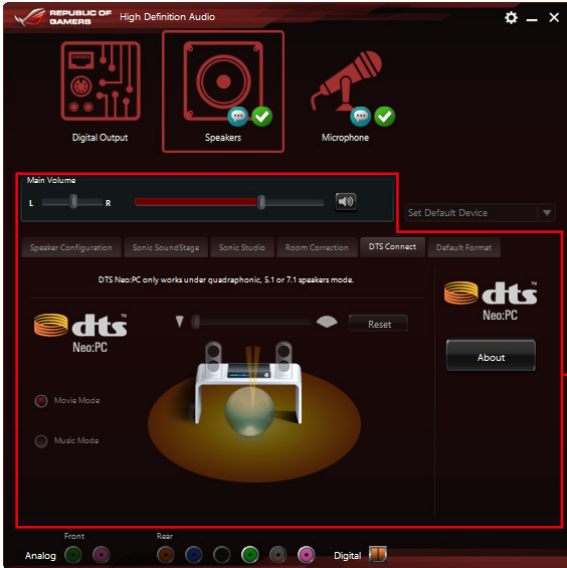 REPUBLIC OF
GAMERS
High Definition Audio
Digital Output
Speakers
Microphone
Main Volume
L
R
Set Default Device
Speaker Configuration
Sonic SoundStage
Sonic Studio
Room Correction
DTS Connect
Default Format
DTS Neo:PC only works under quadraphonic, 5.1 or 7.1 speakers mode.
dts
Neo:PC
Reset
dts
Neo:PC
About
Movie Mode
Music Mode
Front
Rear
Analog
Digital